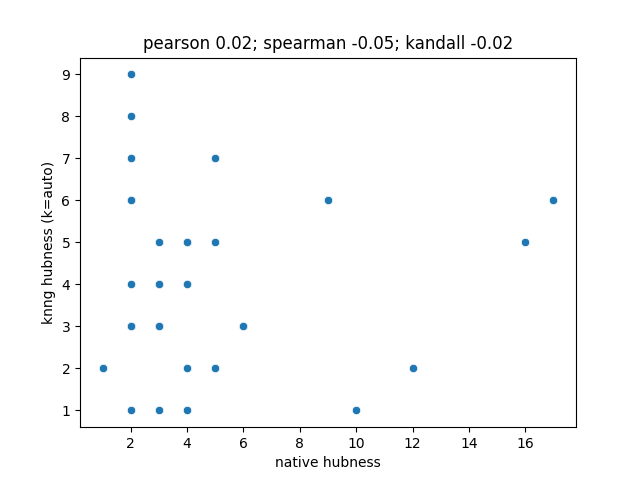 pearson 0.02; spearman -0.05; kandall -0.02
9
8
7
6
5
4
3
2
1
knng hubness (k=auto)
2 4 6 8 10 12 14 16
native hubness